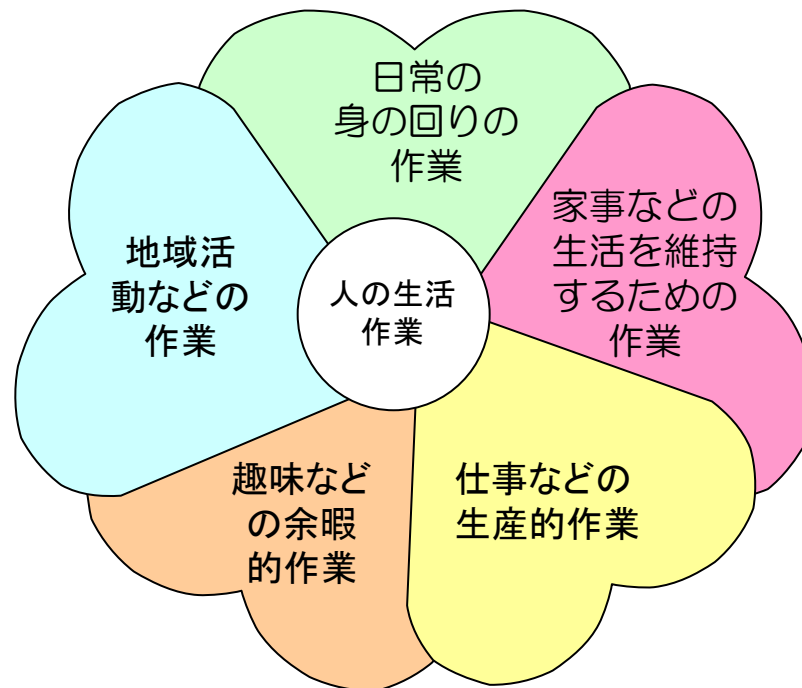 日常の
身の回りの
作業
家事などの
生活を維持
するための
作業
地域活
動などの
作業
人の生活
作業
趣味など
の余暇
的作業
仕事などの
生産的作業